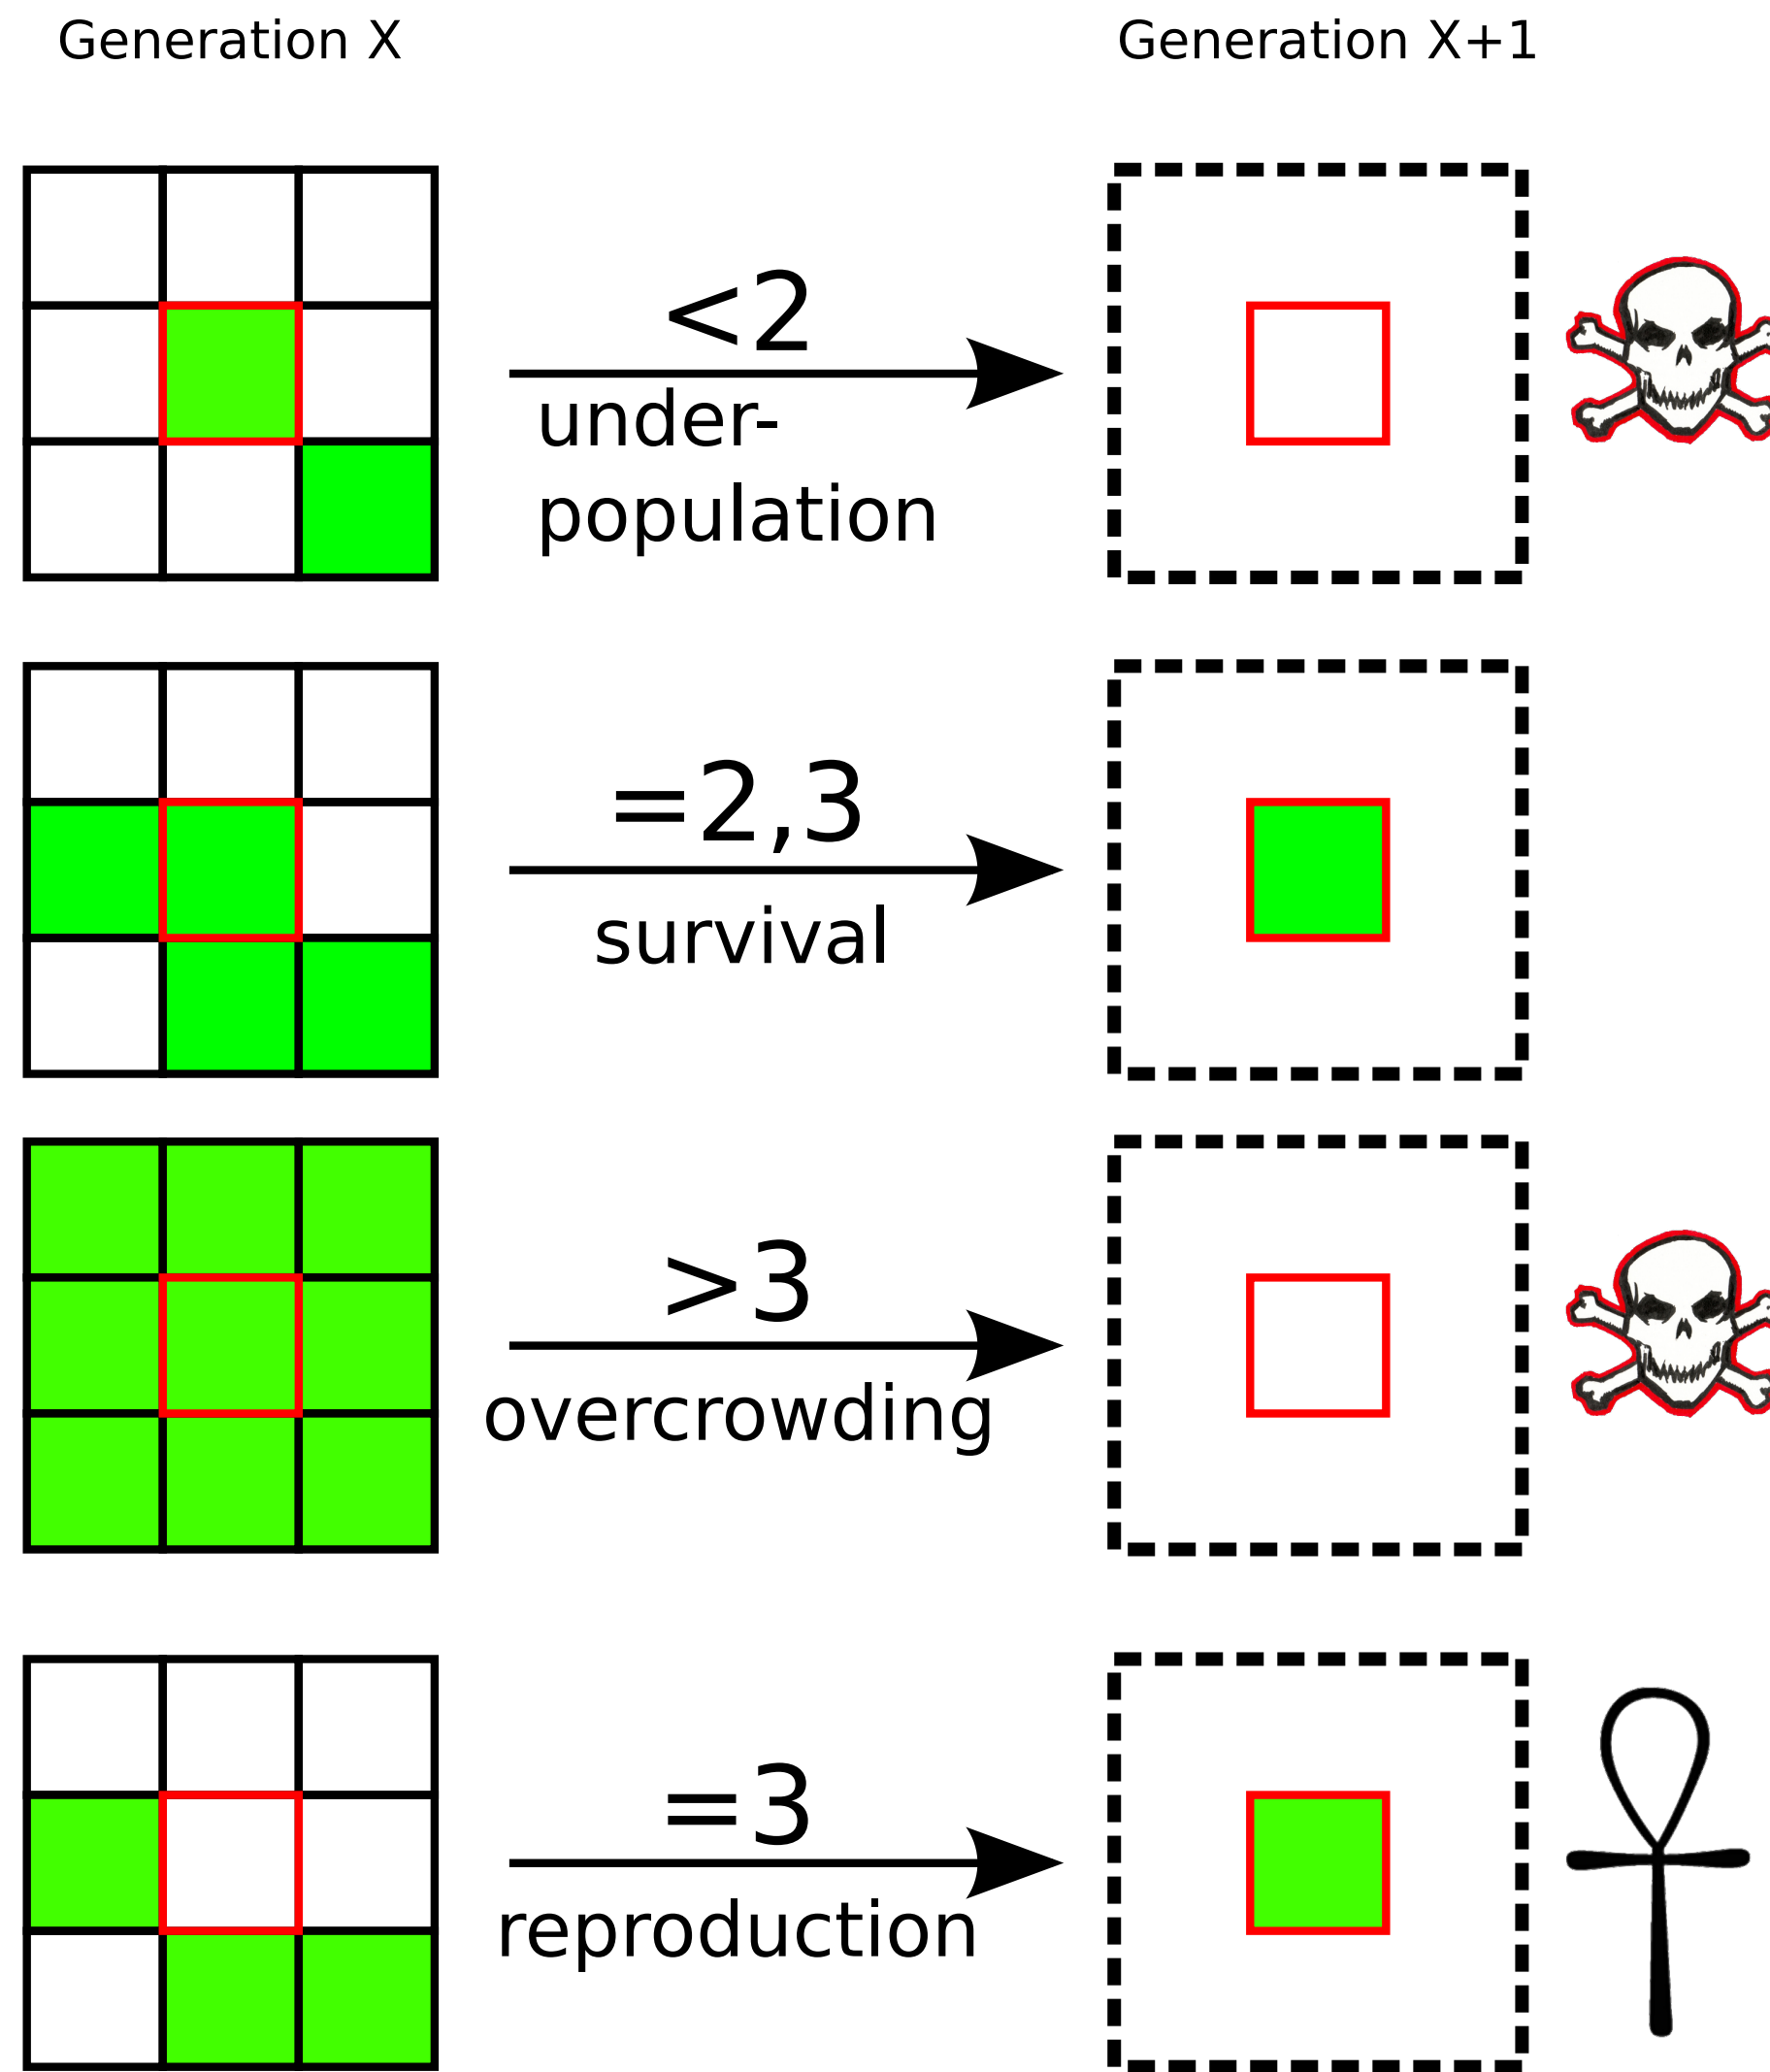 Generation X
Generation X+1
<2
under-
population
=2,3
survival
>3
overcrowding
=3
reproduction